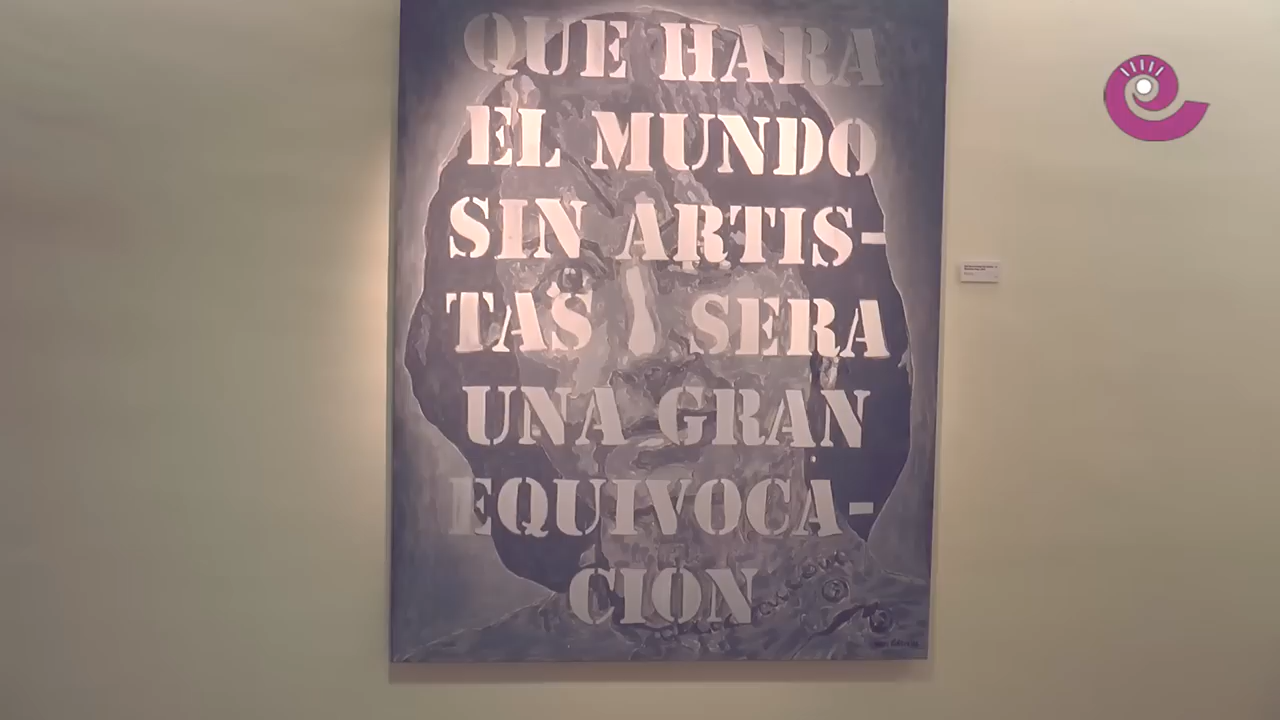 QUE HARA
EL MUNDO
SIN ARTIS-
TAS SERA
UNA GRAN
EQUIVOCA-
CION